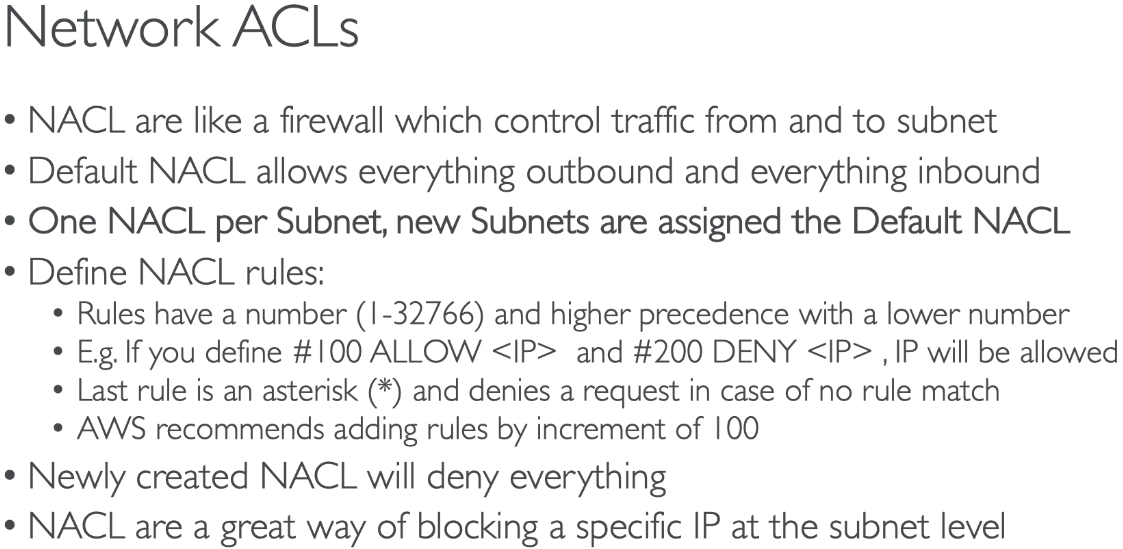 Network ACLs
• NACL are like a firewall which control traffic from and to subnet
• Default NACL allows everything outbound and everything inbound
• One NACL per Subnet, new Subnets are assigned the Default NACL
• Define NACL rules:
• Rules have a number (1-32766) and higher precedence with a lower number
• E.g. If you define #100 ALLOW <IP> and #200 DENY <IP> , IP will be allowed
• Last rule is an asterisk (*) and denies a request in case of no rule match
• AWS recommends adding rules by increment of 100
• Newly created NACL will deny everything
• NACL are a great way of blocking a specific IP at the subnet level